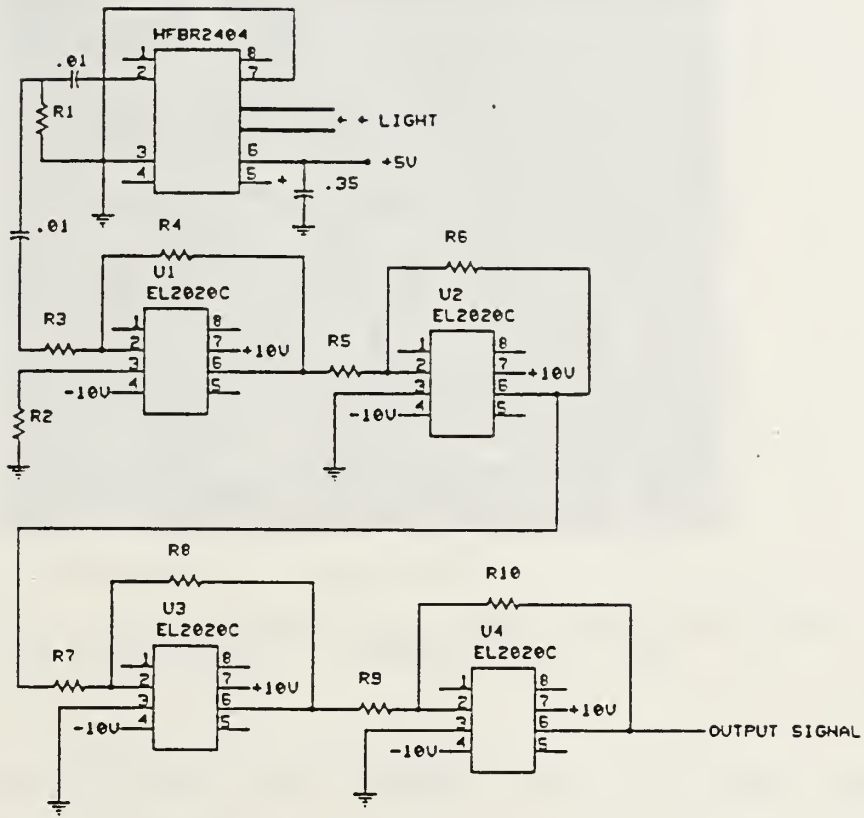 HFBR2404
.01
1
8
2
7
R1
← ← LIGHT
3
6
+5V
4
5
+
.35
.01
R4
R6
U1
EL2020C
U2
EL2020C
R3
1
8
2
7
+10V
3
6
-10V
4
5
R5
1
8
2
7
+10V
3
6
-10V
4
5
R2
R8
R10
U3
EL2020C
U4
EL2020C
R7
1
8
2
7
+10V
3
6
-10V
4
5
R9
1
8
2
7
+10V
3
6
OUTPUT SIGNAL
-10V
4
5